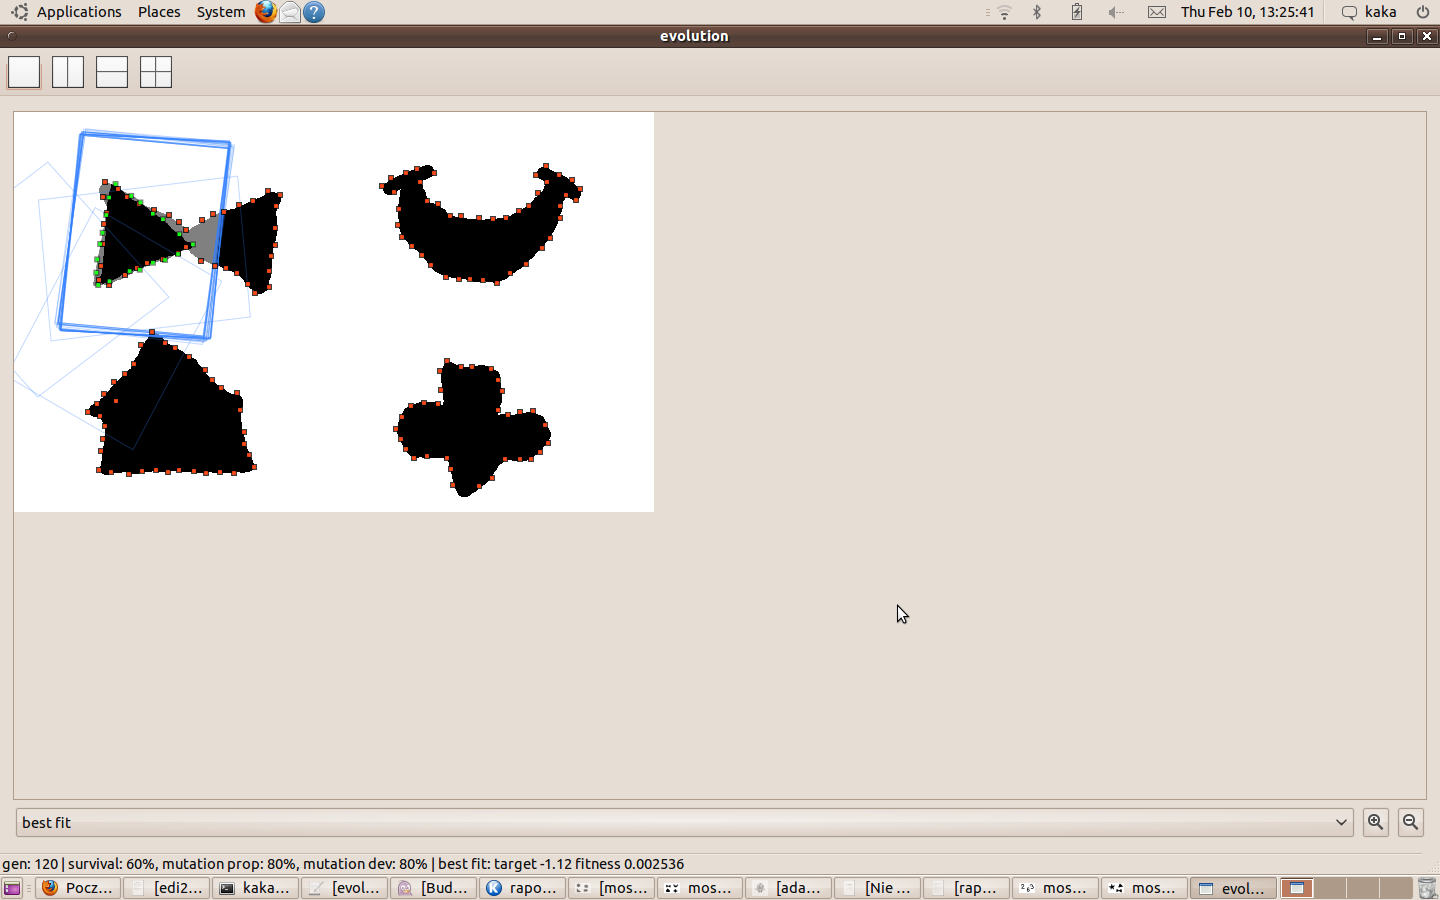 Applications Places System Thu Feb 10, 13:25:41 kaka
evolution
best fit
gen: 120 | survival: 60%, mutation prop: 80%, mutation dev: 80% | best fit: target -1.12 fitness 0.002536
Pocz... [edi2... kaka... [evol... [Bud... rapo... [mos... mos... [ada... [Nie ... [rap... mos... mos... evol...